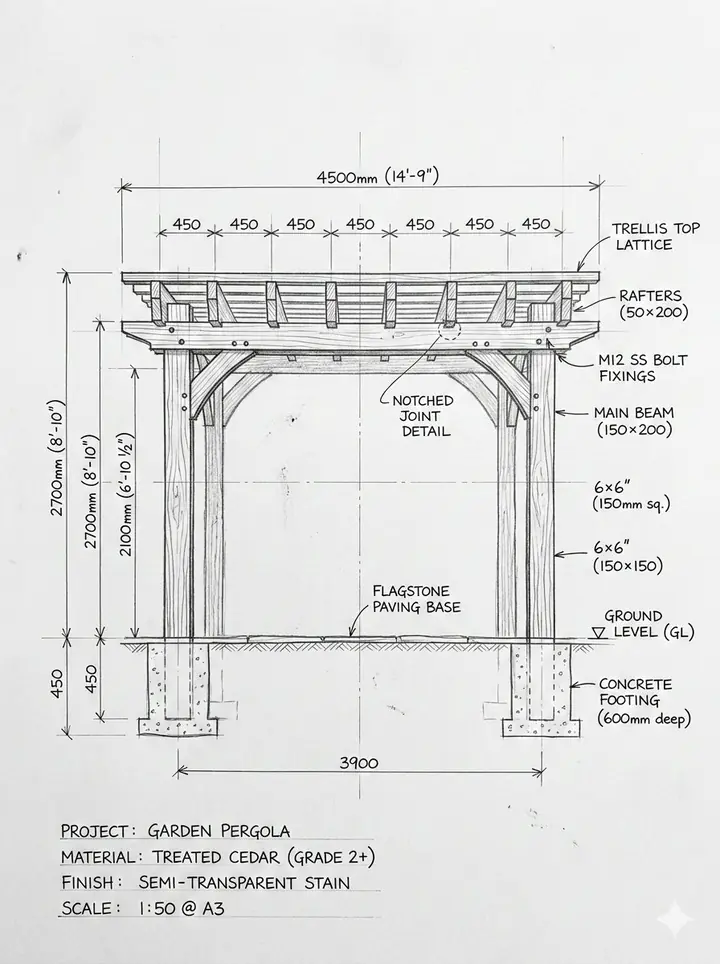 4500mm (14'-9")
450 450 450 450 450 450 450
TRELLIS TOP
LATTICE
RAFTERS
(50×200)
M12 SS BOLT
FIXINGS
NOTCHED
JOINT
DETAIL
MAIN BEAM
(150×200)
2700mm (8'-10")
2700mm (8'-10")
2100mm (6'-10 ½")
6×6"
(150mm sq.)
6×6"
(150×150)
FLAGSTONE
PAVING BASE
GROUND
LEVEL (GL)
450
450
CONCRETE
FOOTING
(600mm deep)
3900
PROJECT: GARDEN PERGOLA
MATERIAL: TREATED CEDAR (GRADE 2+)
FINISH: SEMI-TRANSPARENT STAIN
SCALE: 1:50 @ A3